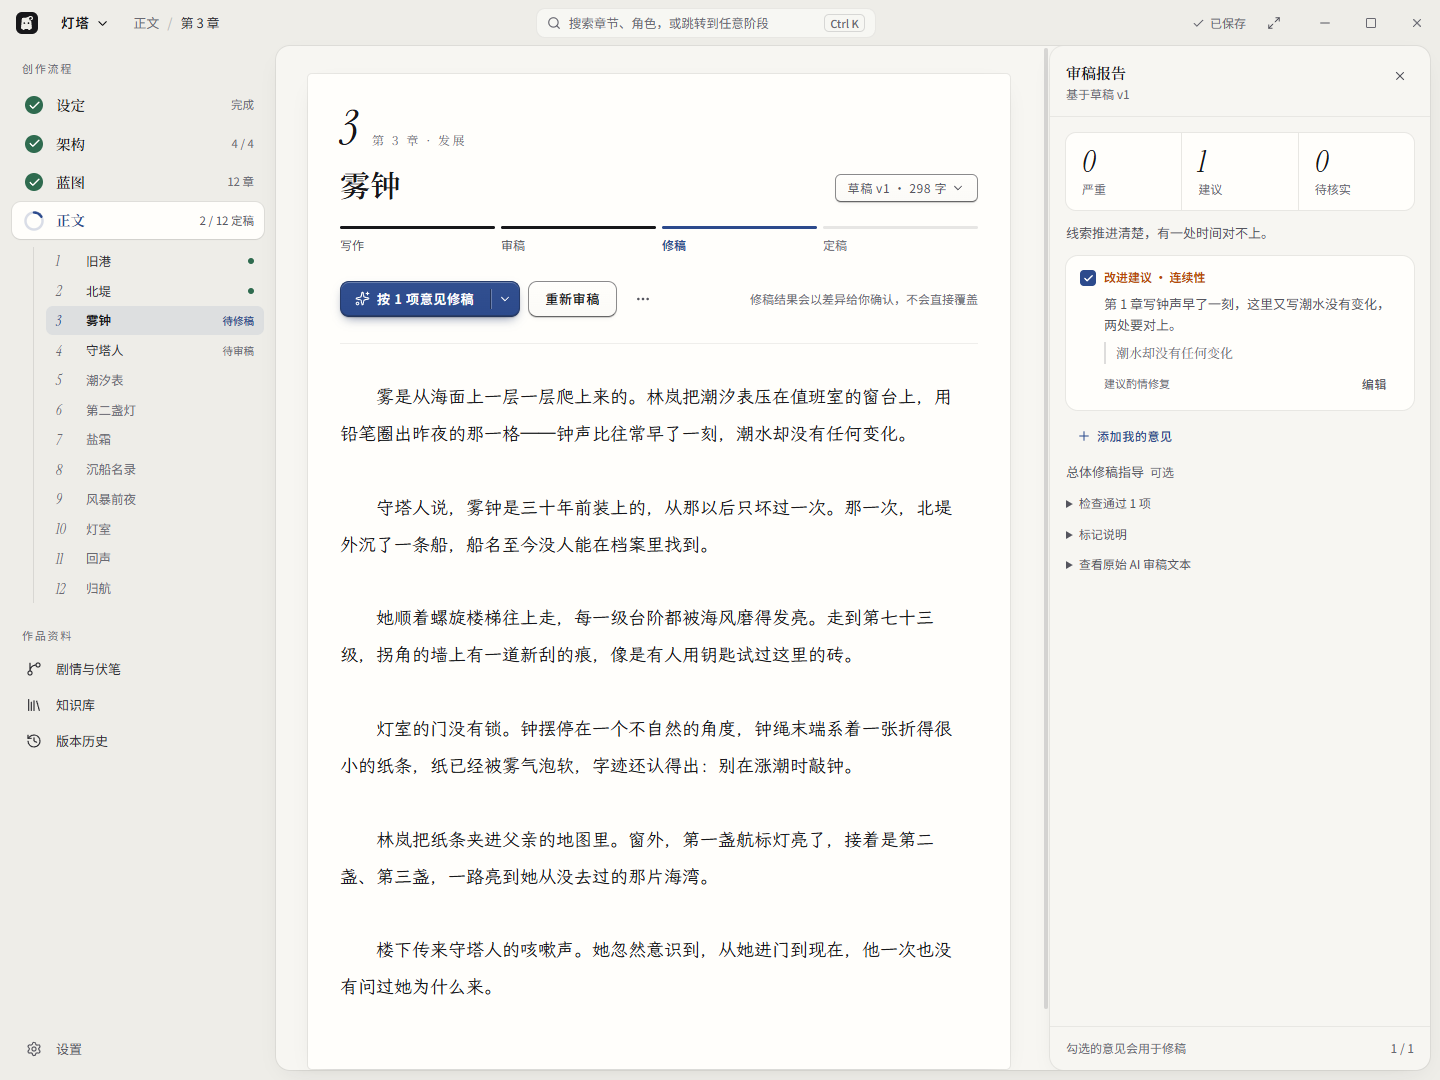 灯塔
正文 / 第 3 章
搜索章节、角色，或跳转到任意阶段 Ctrl K
已保存
创作流程
设定 完成
架构 4 / 4
蓝图 12 章
正文 2 / 12 定稿
1 旧港
2 北堤
3 雾钟 待修稿
4 守塔人 待审稿
5 潮汐表
6 第二盏灯
7 盐霜
8 沉船名录
9 风暴前夜
10 灯室
11 回声
12 归航
作品资料
剧情与伏笔
知识库
版本历史
设置
3 第 3 章 · 发展
雾钟
草稿 v1 • 298 字
写作 审稿 修稿 定稿
按 1 项意见修稿 重新审稿 ··· 修稿结果会以差异给你确认，不会直接覆盖
雾是从海面上一层一层爬上来的。林岚把潮汐表压在值班室的窗台上，用
铅笔圈出昨夜的那一格——钟声比往常早了一刻，潮水却没有任何变化。
守塔人说，雾钟是三十年前装上的，从那以后只坏过一次。那一次，北堤
外沉了一条船，船名至今没人能在档案里找到。
她顺着螺旋楼梯往上走，每一级台阶都被海风磨得发亮。走到第七十三
级，拐角的墙上有一道新刮的痕，像是有人用钥匙试过这里的砖。
灯室的门没有锁。钟摆停在一个不自然的角度，钟绳末端系着一张折得很
小的纸条，纸已经被雾气泡软，字迹还认得出：别在涨潮时敲钟。
林岚把纸条夹进父亲的地图里。窗外，第一盏航标灯亮了，接着是第二
盏、第三盏，一路亮到她从没去过的那片海湾。
楼下传来守塔人的咳嗽声。她忽然意识到，从她进门到现在，他一次也没
有问过她为什么来。
审稿报告
基于草稿 v1
0 1 0
严重 建议 待核实
线索推进清楚，有一处时间对不上。
改进建议 • 连续性
第 1 章写钟声早了一刻，这里又写潮水没有变化，
两处要对上。
潮水却没有任何变化
建议酌情修复 编辑
添加我的意见
总体修稿指导 可选
检查通过 1 项
标记说明
查看原始 AI 审稿文本
勾选的意见会用于修稿 1 / 1